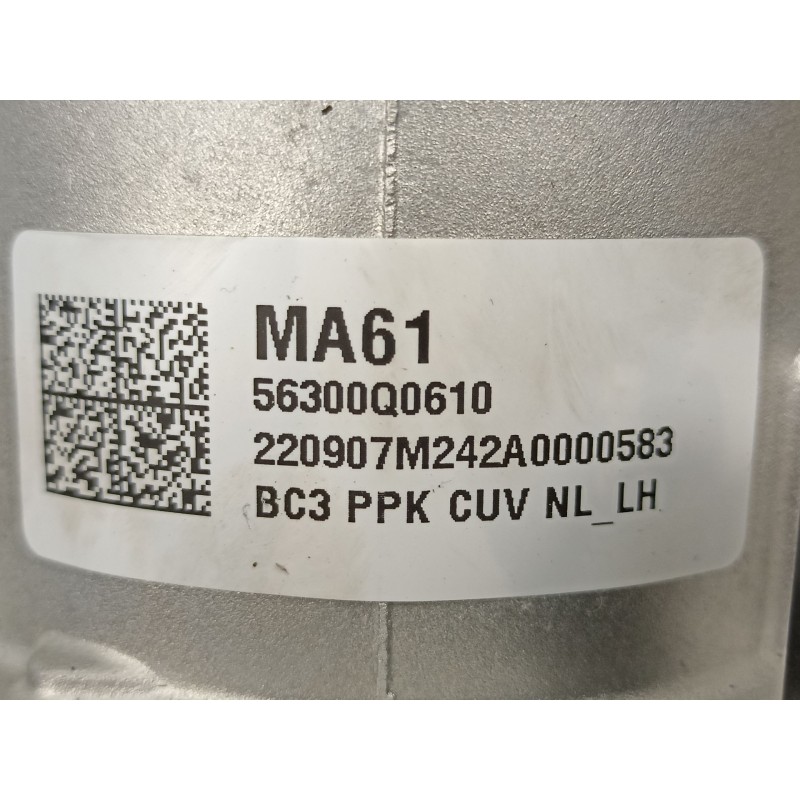 MA61
56300Q0610
220907M242A0000583
BC3 PPK CUV NL_LH